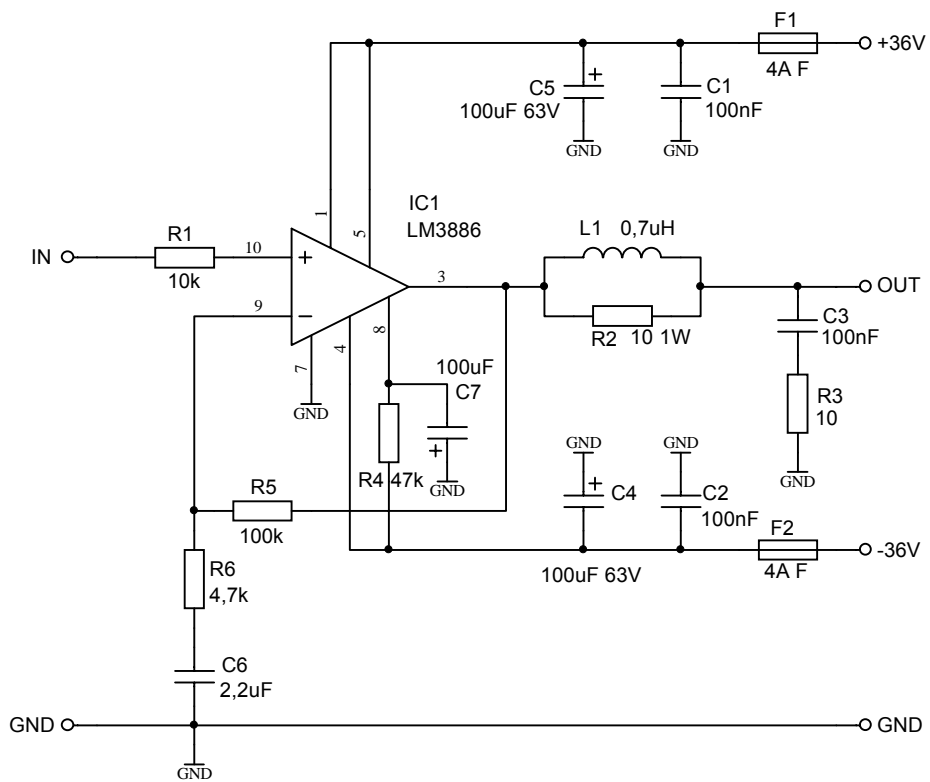 F1
+36V
4A F
+
C5
C1
100uF 63V
100nF
GND
GND
IC1
LM3886
1
5
L1 0,7uH
R1
IN
10
+
10k
3
OUT
9
−
8
4
7
R2 10 1W
C3
100nF
100uF
C7
GND
R3
10
+
R4 47k
GND
GND
GND
GND
R5
100k
+
C4
C2
100nF
F2
-36V
4A F
100uF 63V
R6
4,7k
C6
2,2uF
GND
GND
GND